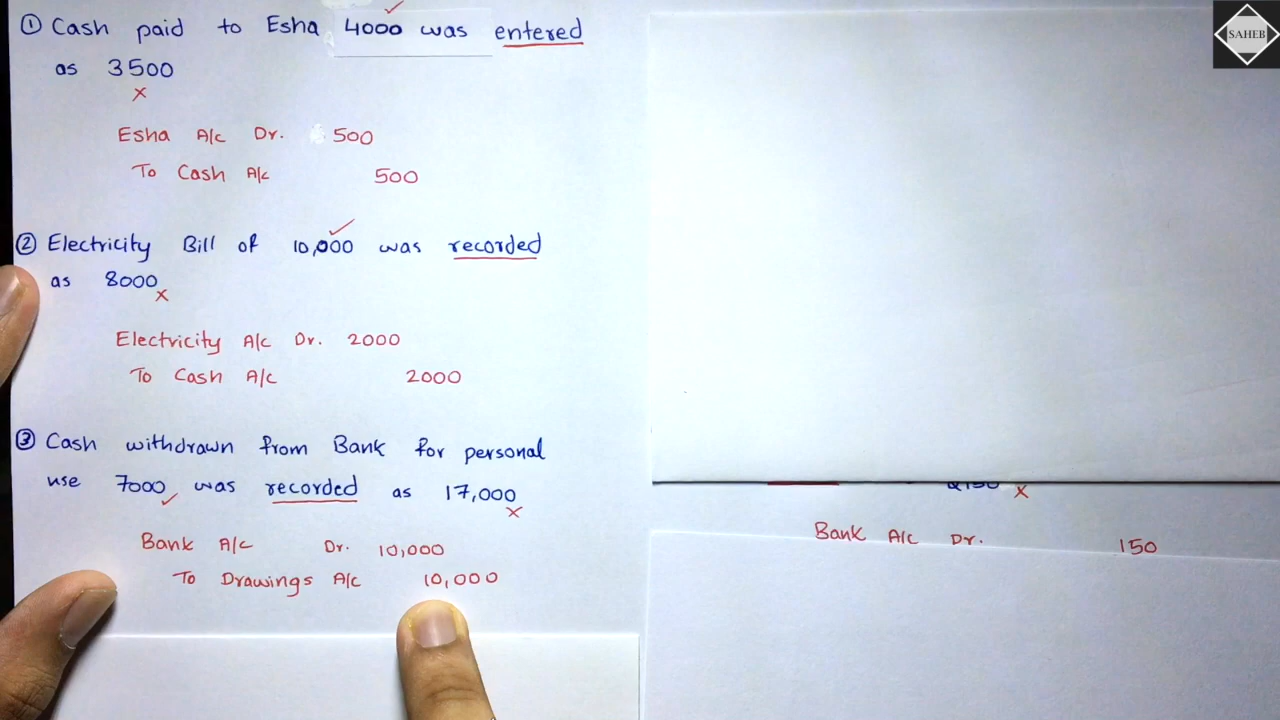 ① Cash paid to Esha 4000 was entered
as 3500
Esha A/c Dr. 500
To Cash A/c 500
② Electricity Bill of 10,000 was recorded
as 8000
Electricity A/c Dr. 2000
To Cash A/c 2000
③ Cash withdrawn from Bank for personal
use 7000 was recorded as 17,000
Bank A/c Dr. 10,000
To Drawings A/c 10,000
SAHEB
Bank A/c Dr. 150